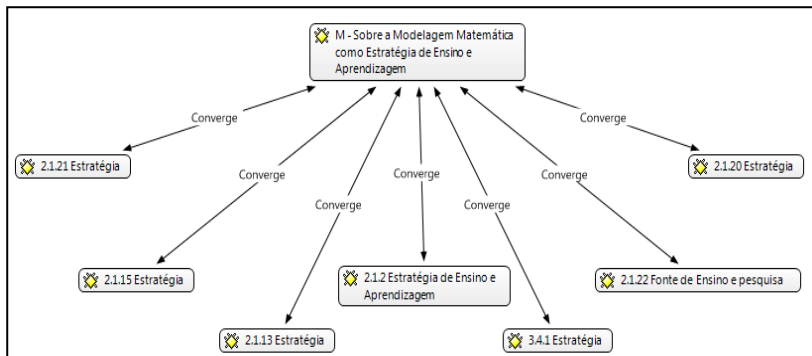 M - Sobre a Modelagem Matemática
como Estratégia de Ensino e
Aprendizagem
Converge
Converge
Converge
Converge
Converge
Converge
Converge
2.1.21 Estratégia
2.1.20 Estratégia
2.1.15 Estratégia
2.1.2 Estratégia de Ensino e
Aprendizagem
2.1.22 Fonte de Ensino e pesquisa
2.1.13 Estratégia
3.4.1 Estratégia